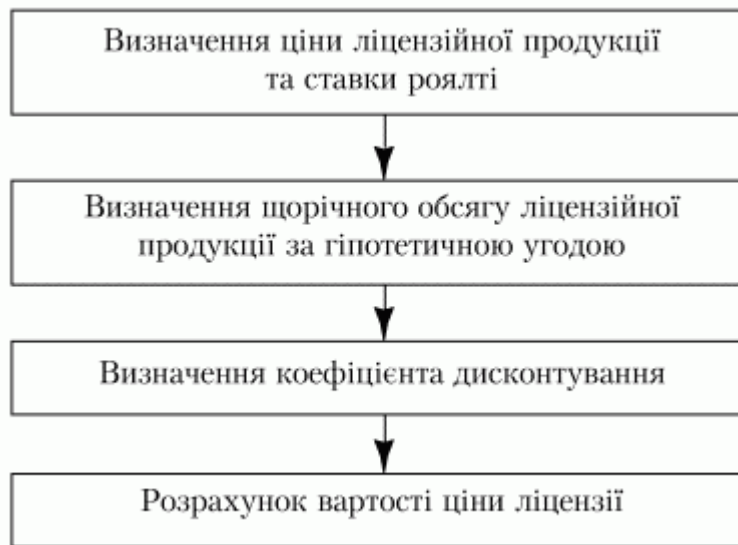 Визначення ціни ліцензійної продукції
та ставки роялті
Визначення щорічного обсягу ліцензійної
продукції за гіпотетичною угодою
Визначення коефіцієнта дисконтування
Розрахунок вартості ціни ліцензії